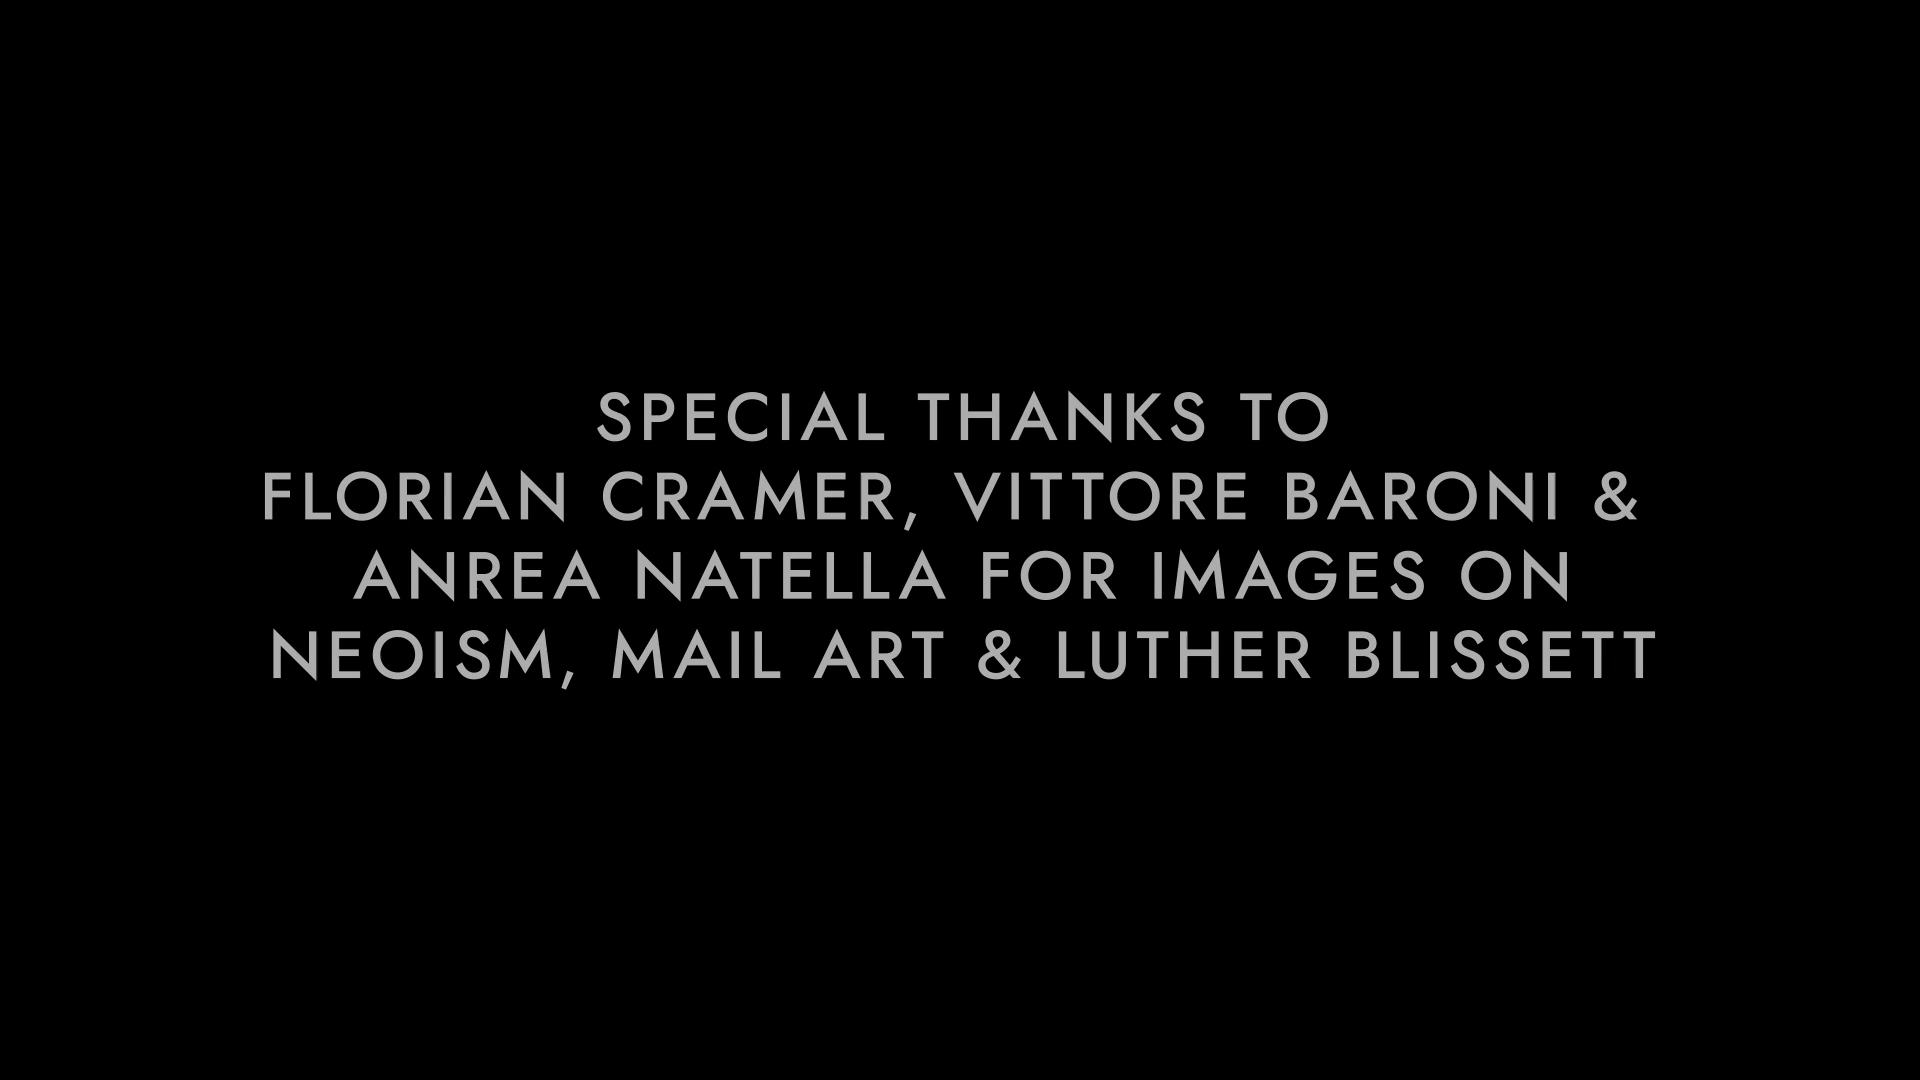 SPECIAL THANKS TO
FLORIAN CRAMER, VITTORE BARONI &
ANREA NATELLA FOR IMAGES ON
NEOISM, MAIL ART & LUTHER BLISSETT